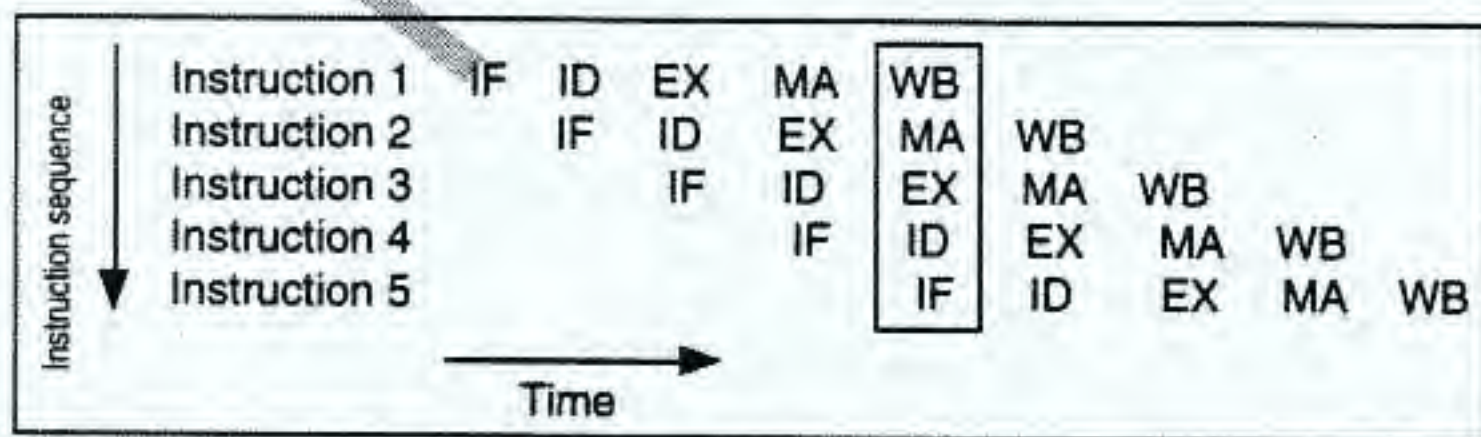 Instruction sequence
Instruction 1 IF ID EX MA WB
Instruction 2 IF ID EX MA WB
Instruction 3 IF ID EX MA WB
Instruction 4 IF ID EX MA WB
Instruction 5 IF ID EX MA WB
Time